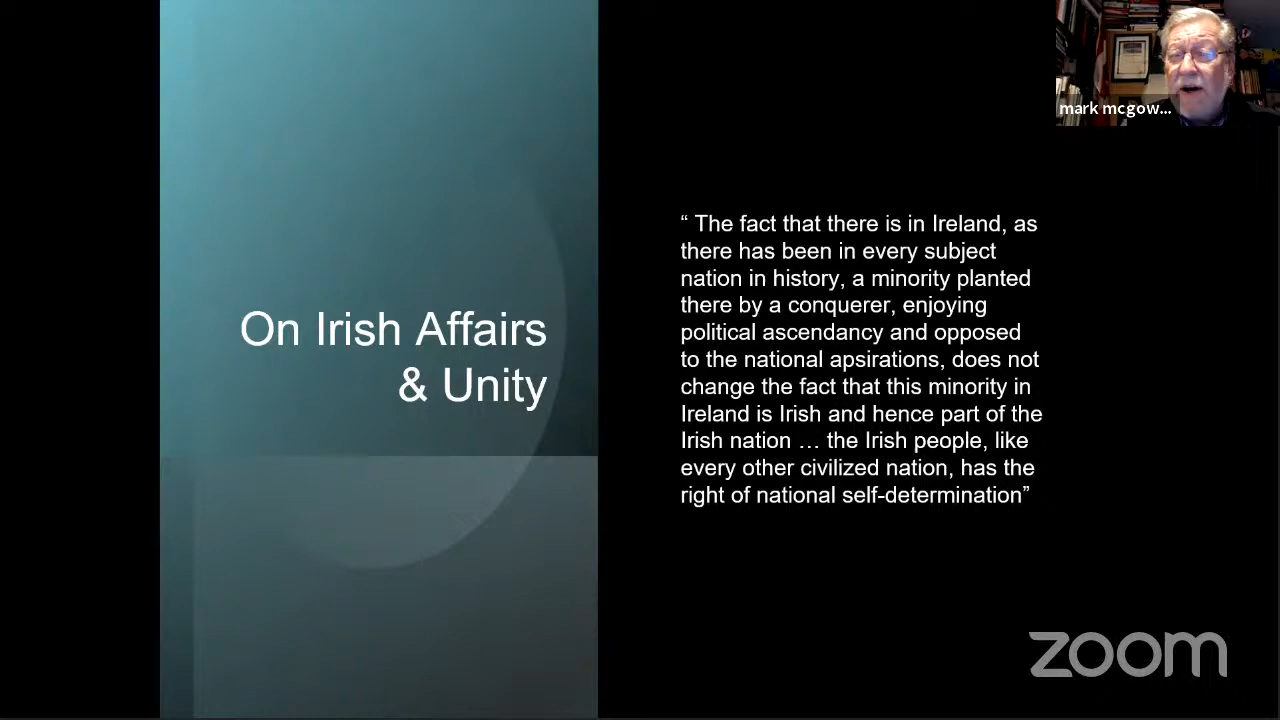 mark mcgow...
On Irish Affairs
& Unity
“ The fact that there is in Ireland, as
there has been in every subject
nation in history, a minority planted
there by a conquerer, enjoying
political ascendancy and opposed
to the national apsirations, does not
change the fact that this minority in
Ireland is Irish and hence part of the
Irish nation … the Irish people, like
every other civilized nation, has the
right of national self-determination”
zoom